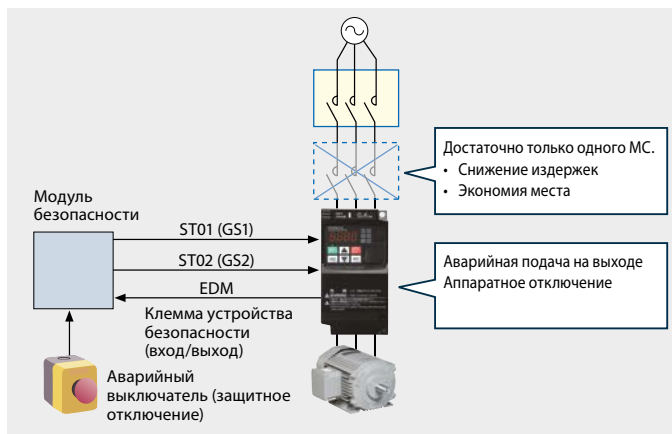 Достаточно только одного МС.
• Снижение издержек
• Экономия места
Модуль
безопасности
ST01 (GS1)
ST02 (GS2)
EDM
Клемма устройства
безопасности
(вход/выход)
Аварийная подача на выходе
Аппаратное отключение
Аварийный
выключатель (защитное
отключение)